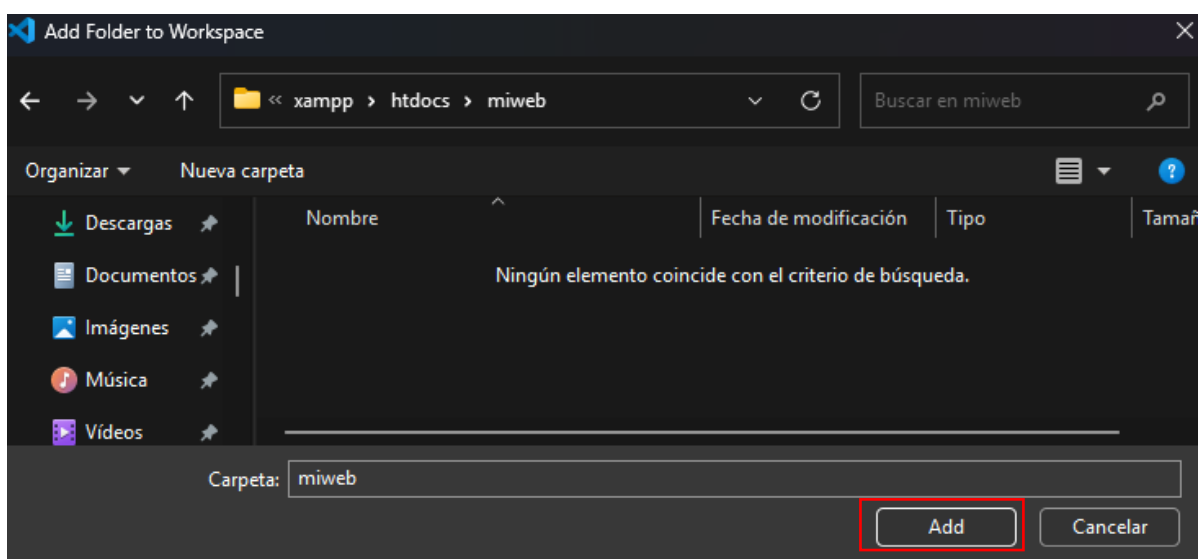 Add Folder to Workspace
« xampp > htdocs > miweb
Buscar en miweb
Organizar
Nueva carpeta
Nombre
Fecha de modificación
Tipo
Tamañ
Descargas
Documentos
Ningún elemento coincide con el criterio de búsqueda.
Imágenes
Música
Vídeos
Carpeta: miweb
Add
Cancelar